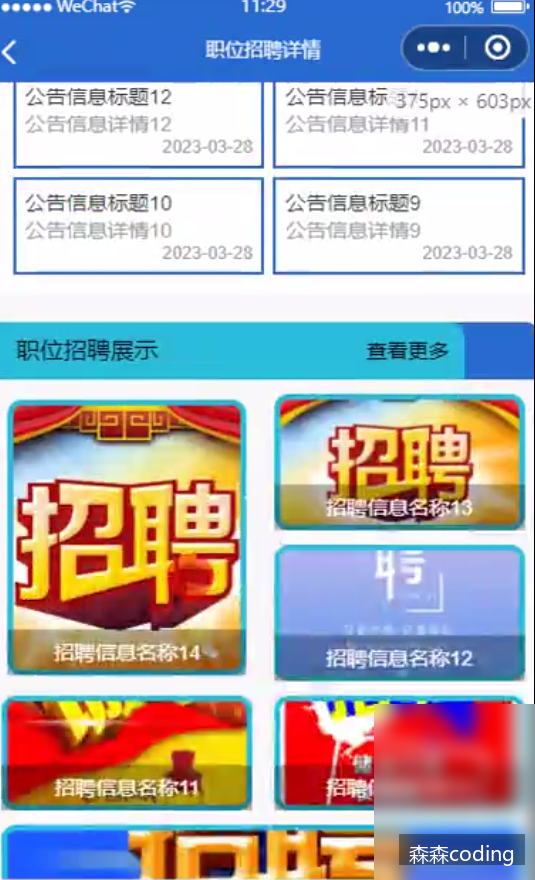 WeChat
11:29
100%
职位招聘详情
公告信息标题12
公告信息详情12
2023-03-28
公告信息标
375px × 603px
公告信息详情11
2023-03-28
公告信息标题10
公告信息详情10
2023-03-28
公告信息标题9
公告信息详情9
2023-03-28
职位招聘展示
查看更多
招聘
招聘信息名称14
招聘
招聘信息名称13
聘
招聘信息名称12
招聘信息名称11
招聘
森森coding